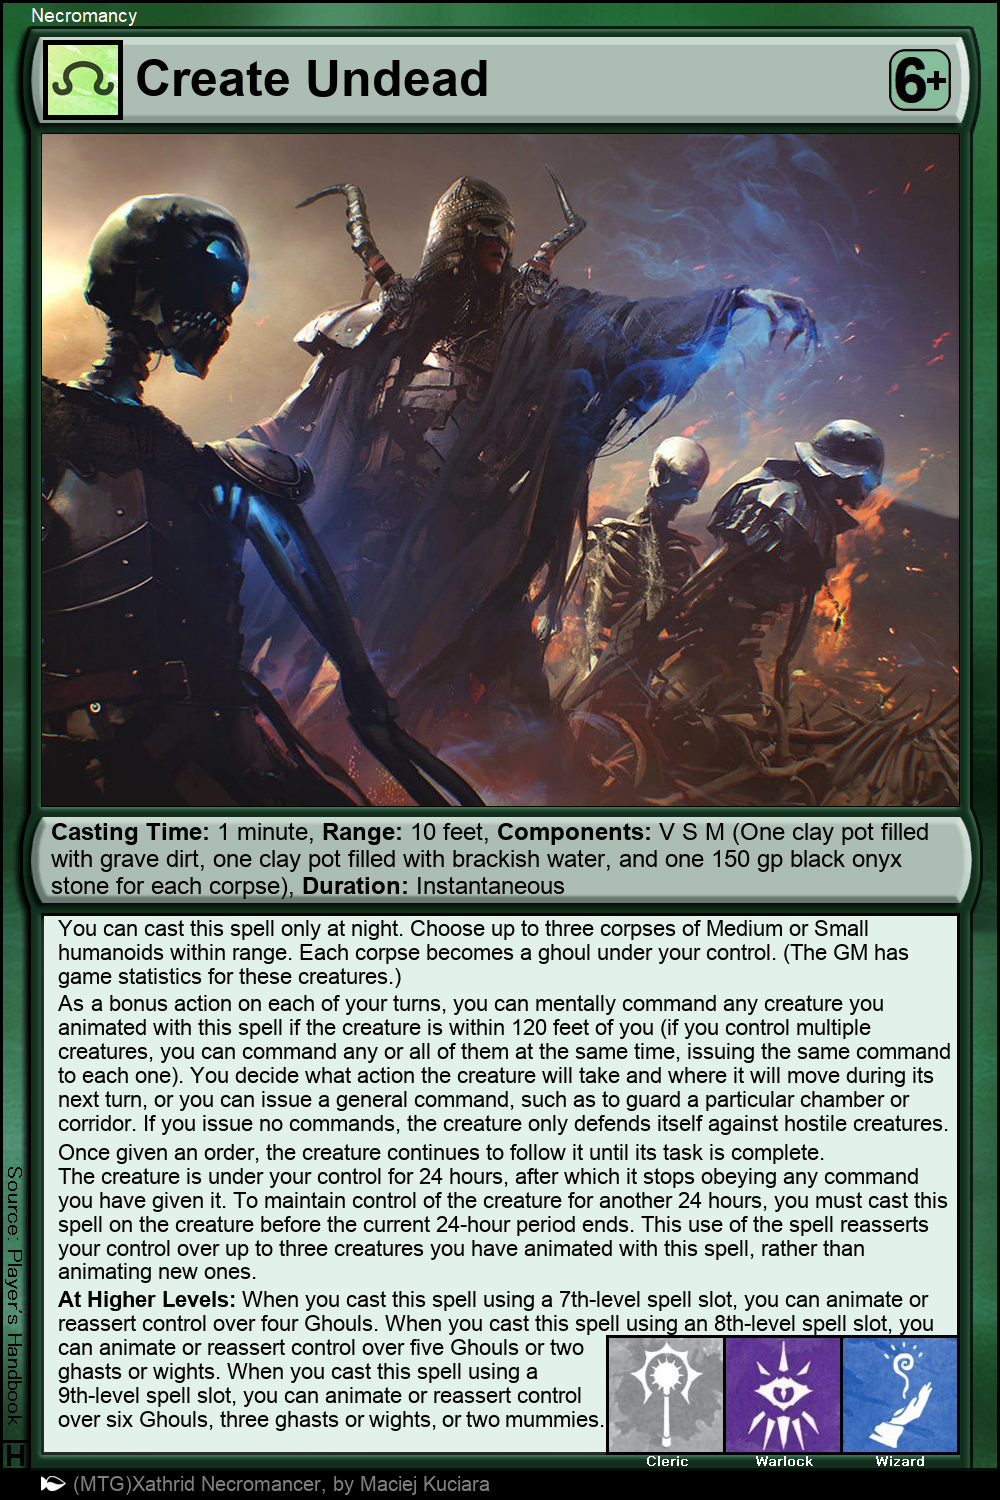 Necromancy
Create Undead
6+
Casting Time: 1 minute, Range: 10 feet, Components: V S M (One clay pot filled
with grave dirt, one clay pot filled with brackish water, and one 150 gp black onyx
stone for each corpse), Duration: Instantaneous
You can cast this spell only at night. Choose up to three corpses of Medium or Small
humanoids within range. Each corpse becomes a ghoul under your control. (The GM has
game statistics for these creatures.)
As a bonus action on each of your turns, you can mentally command any creature you
animated with this spell if the creature is within 120 feet of you (if you control multiple
creatures, you can command any or all of them at the same time, issuing the same command
to each one). You decide what action the creature will take and where it will move during its
next turn, or you can issue a general command, such as to guard a particular chamber or
corridor. If you issue no commands, the creature only defends itself against hostile creatures.
Once given an order, the creature continues to follow it until its task is complete.
The creature is under your control for 24 hours, after which it stops obeying any command
you have given it. To maintain control of the creature for another 24 hours, you must cast this
spell on the creature before the current 24-hour period ends. This use of the spell reasserts
your control over up to three creatures you have animated with this spell, rather than
animating new ones.
At Higher Levels: When you cast this spell using a 7th-level spell slot, you can animate or
reassert control over four Ghouls. When you cast this spell using an 8th-level spell slot, you
can animate or reassert control over five Ghouls or two
ghasts or wights. When you cast this spell using a
9th-level spell slot, you can animate or reassert control
over six Ghouls, three ghasts or wights, or two mummies.
Cleric Warlock Wizard
Source: Player's Handbook
H
(MTG)Xathrid Necromancer, by Maciej Kuciara